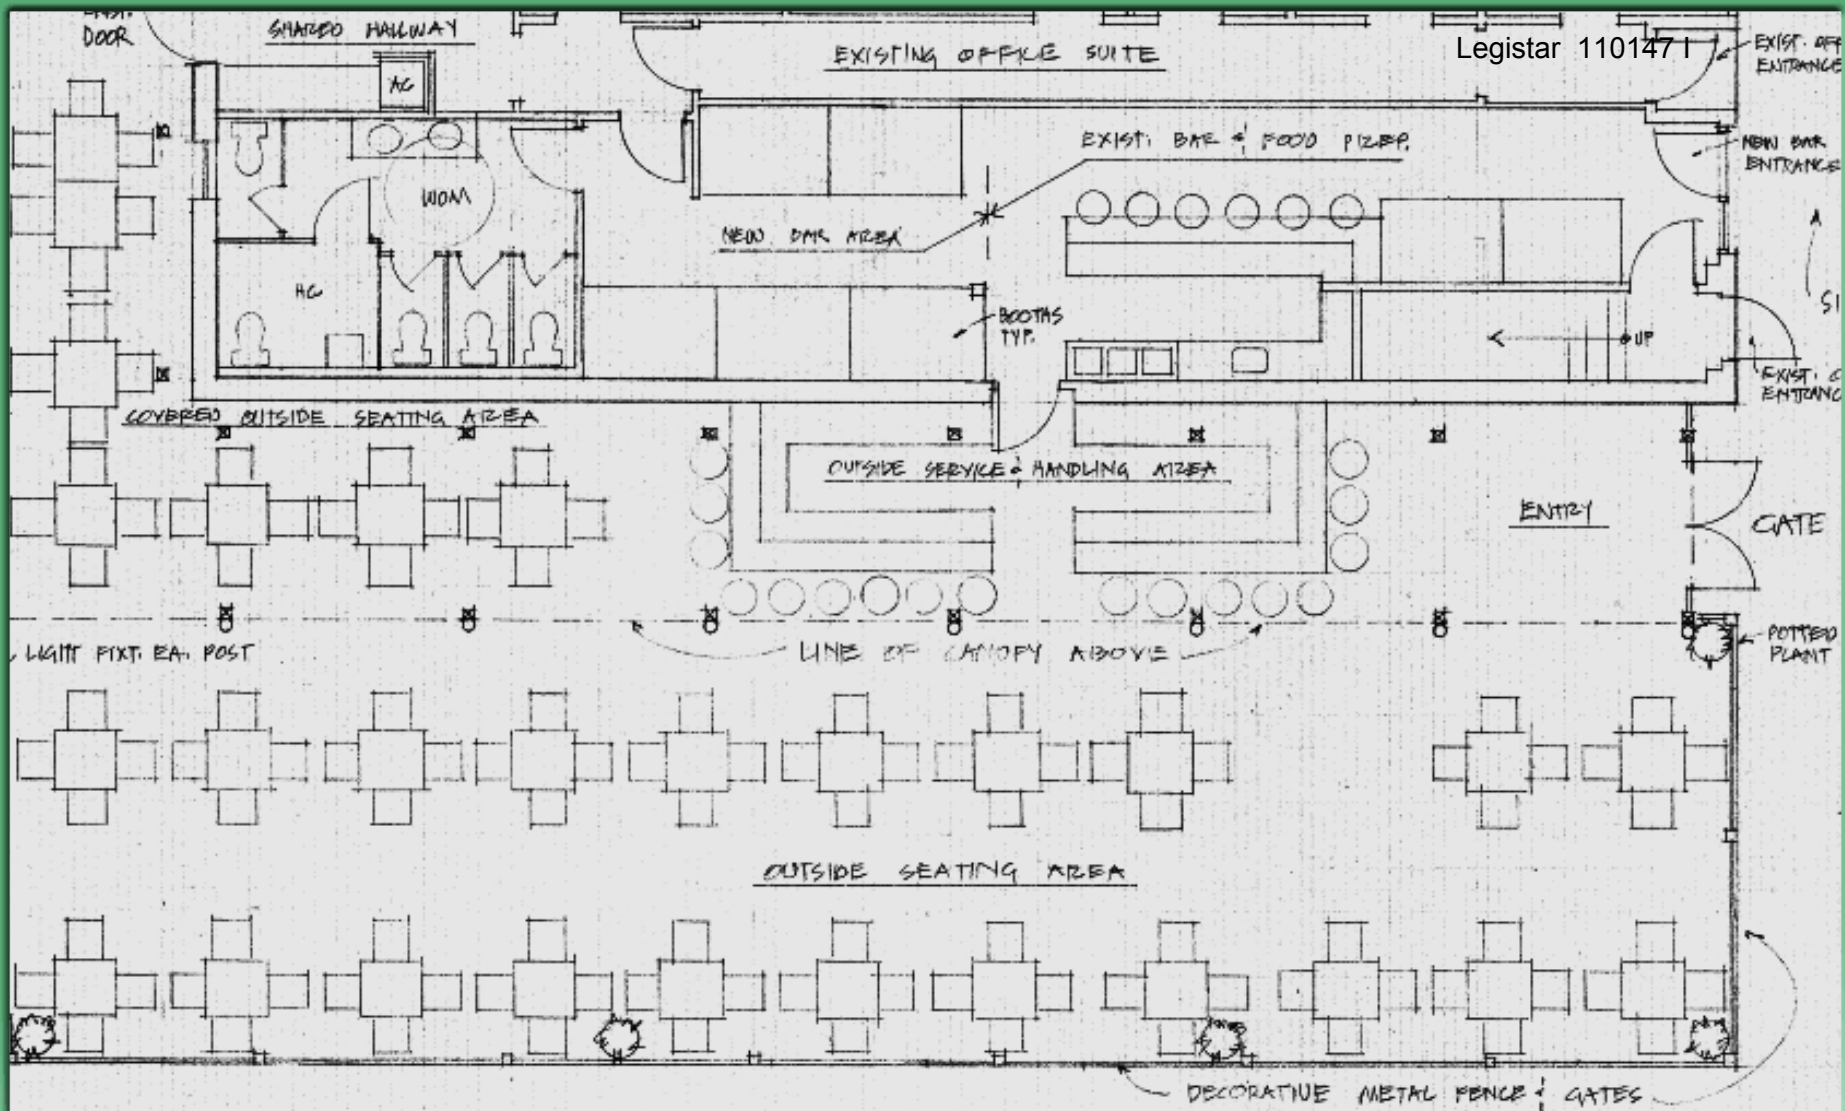 EXIST.
DOOR
SHARED HALLWAY
AC
EXISTING OFFICE SUITE
Legistar 110147 I
EXIST. OFF
ENTRANCE
EXIST. BAR & FOOD PREP.
NEW BAR
ENTRANCE
WOM
NEW BAR AREA
HC
BOOTHS
TYP.
UP
SI
EXIST.
ENTRANC
COVERED OUTSIDE SEATING AREA
OUTSIDE SERVICE & HANDLING AREA
ENTRY
GATE
LIGHT FIXT. EA. POST
LINE OF CANOPY ABOVE
POTTED
PLANT
OUTSIDE SEATING AREA
DECORATIVE METAL FENCE & GATES